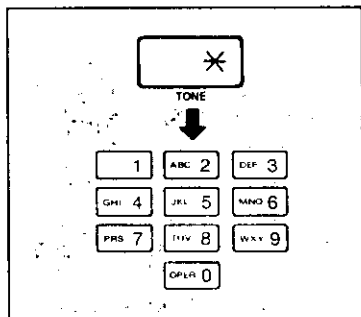 *
TONE
1 ABC 2 DEF 3
GHI 4 JKL 5 MNO 6
PRS 7 TUV 8 WXY 9
OPER 0